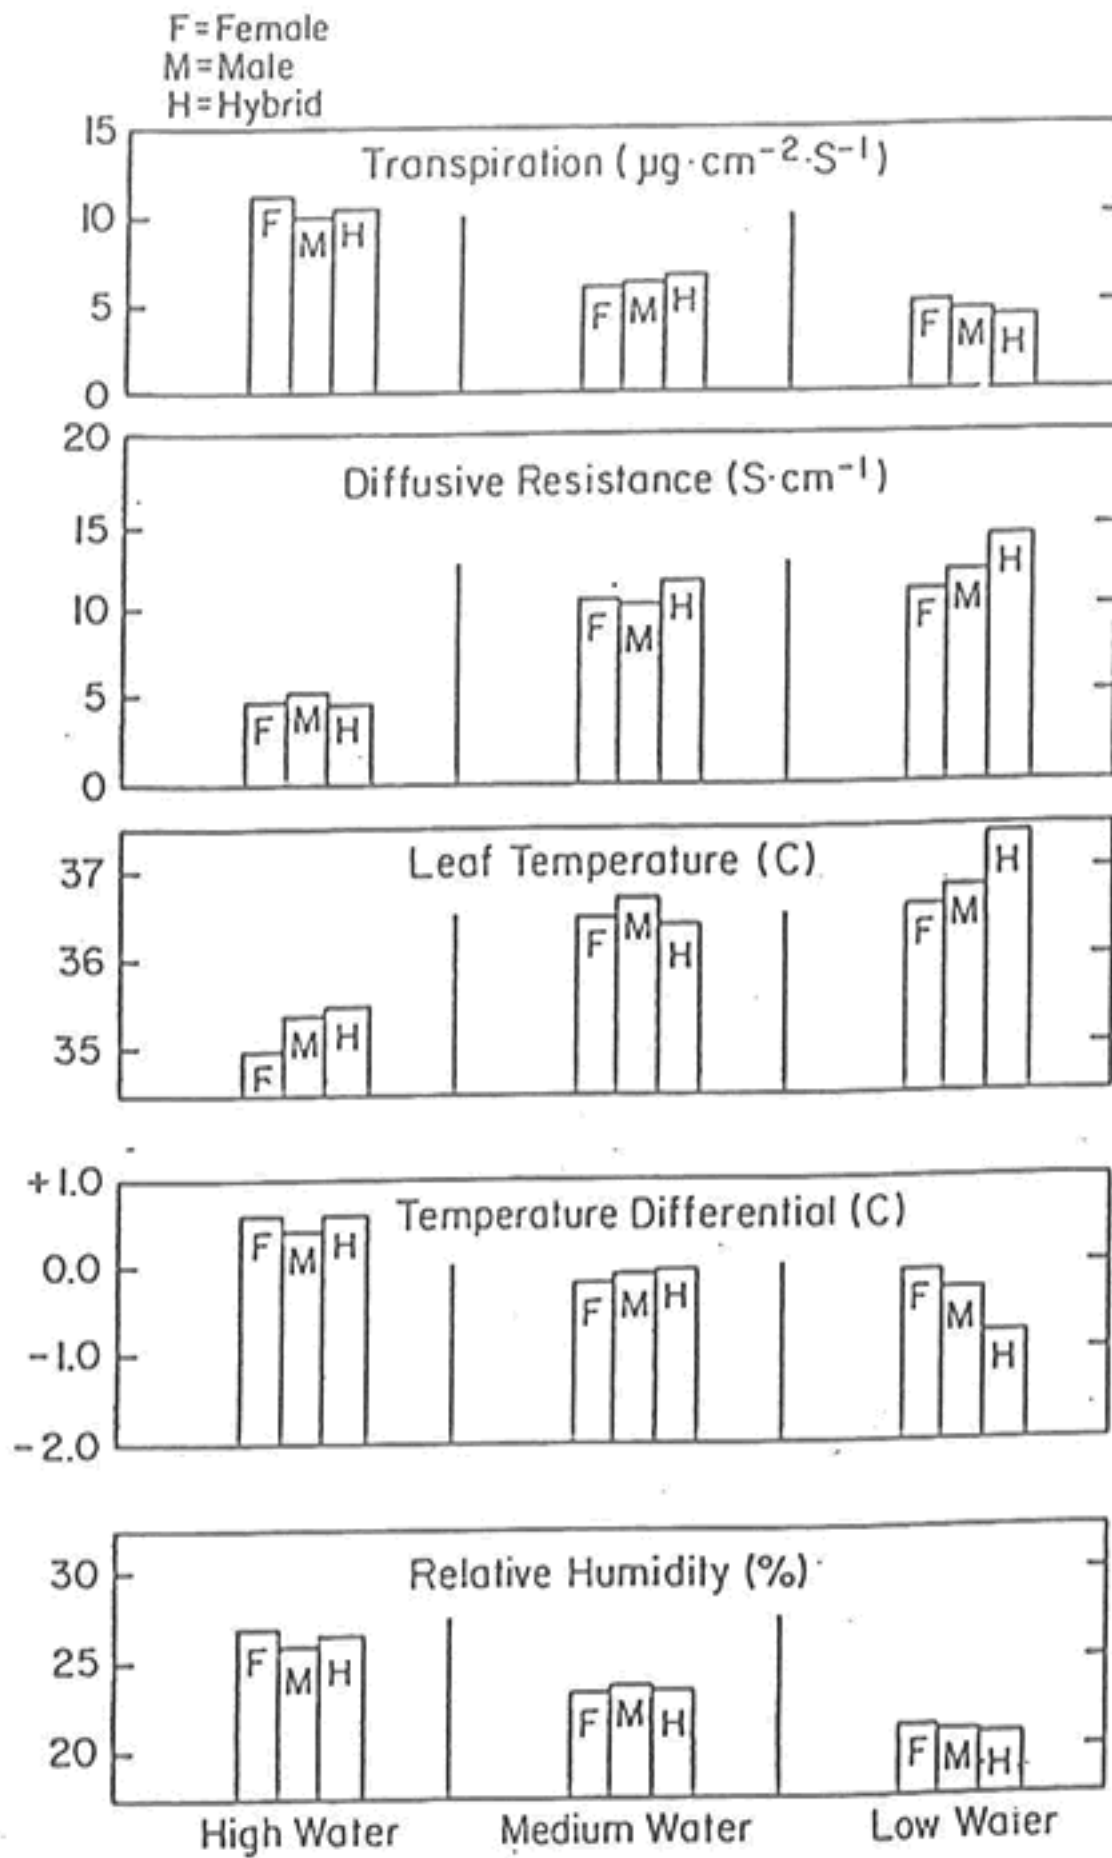 F=Female
M=Male
H=Hybrid
15
Transpiration (μg·cm⁻²·S⁻¹)
10
F M H
F M H
F M H
5
0
20
Diffusive Resistance (S·cm⁻¹)
15
10
5
F M H
F M H
F M H
0
Leaf Temperature (C)
37
36
35
F M H
F M H
F M H
+1.0
Temperature Differential (C)
0.0
F M H
F M H
F M H
-1.0
-2.0
Relative Humidity (%)
30
25
F M H
F M H
F M H
20
High Water Medium Water Low Water